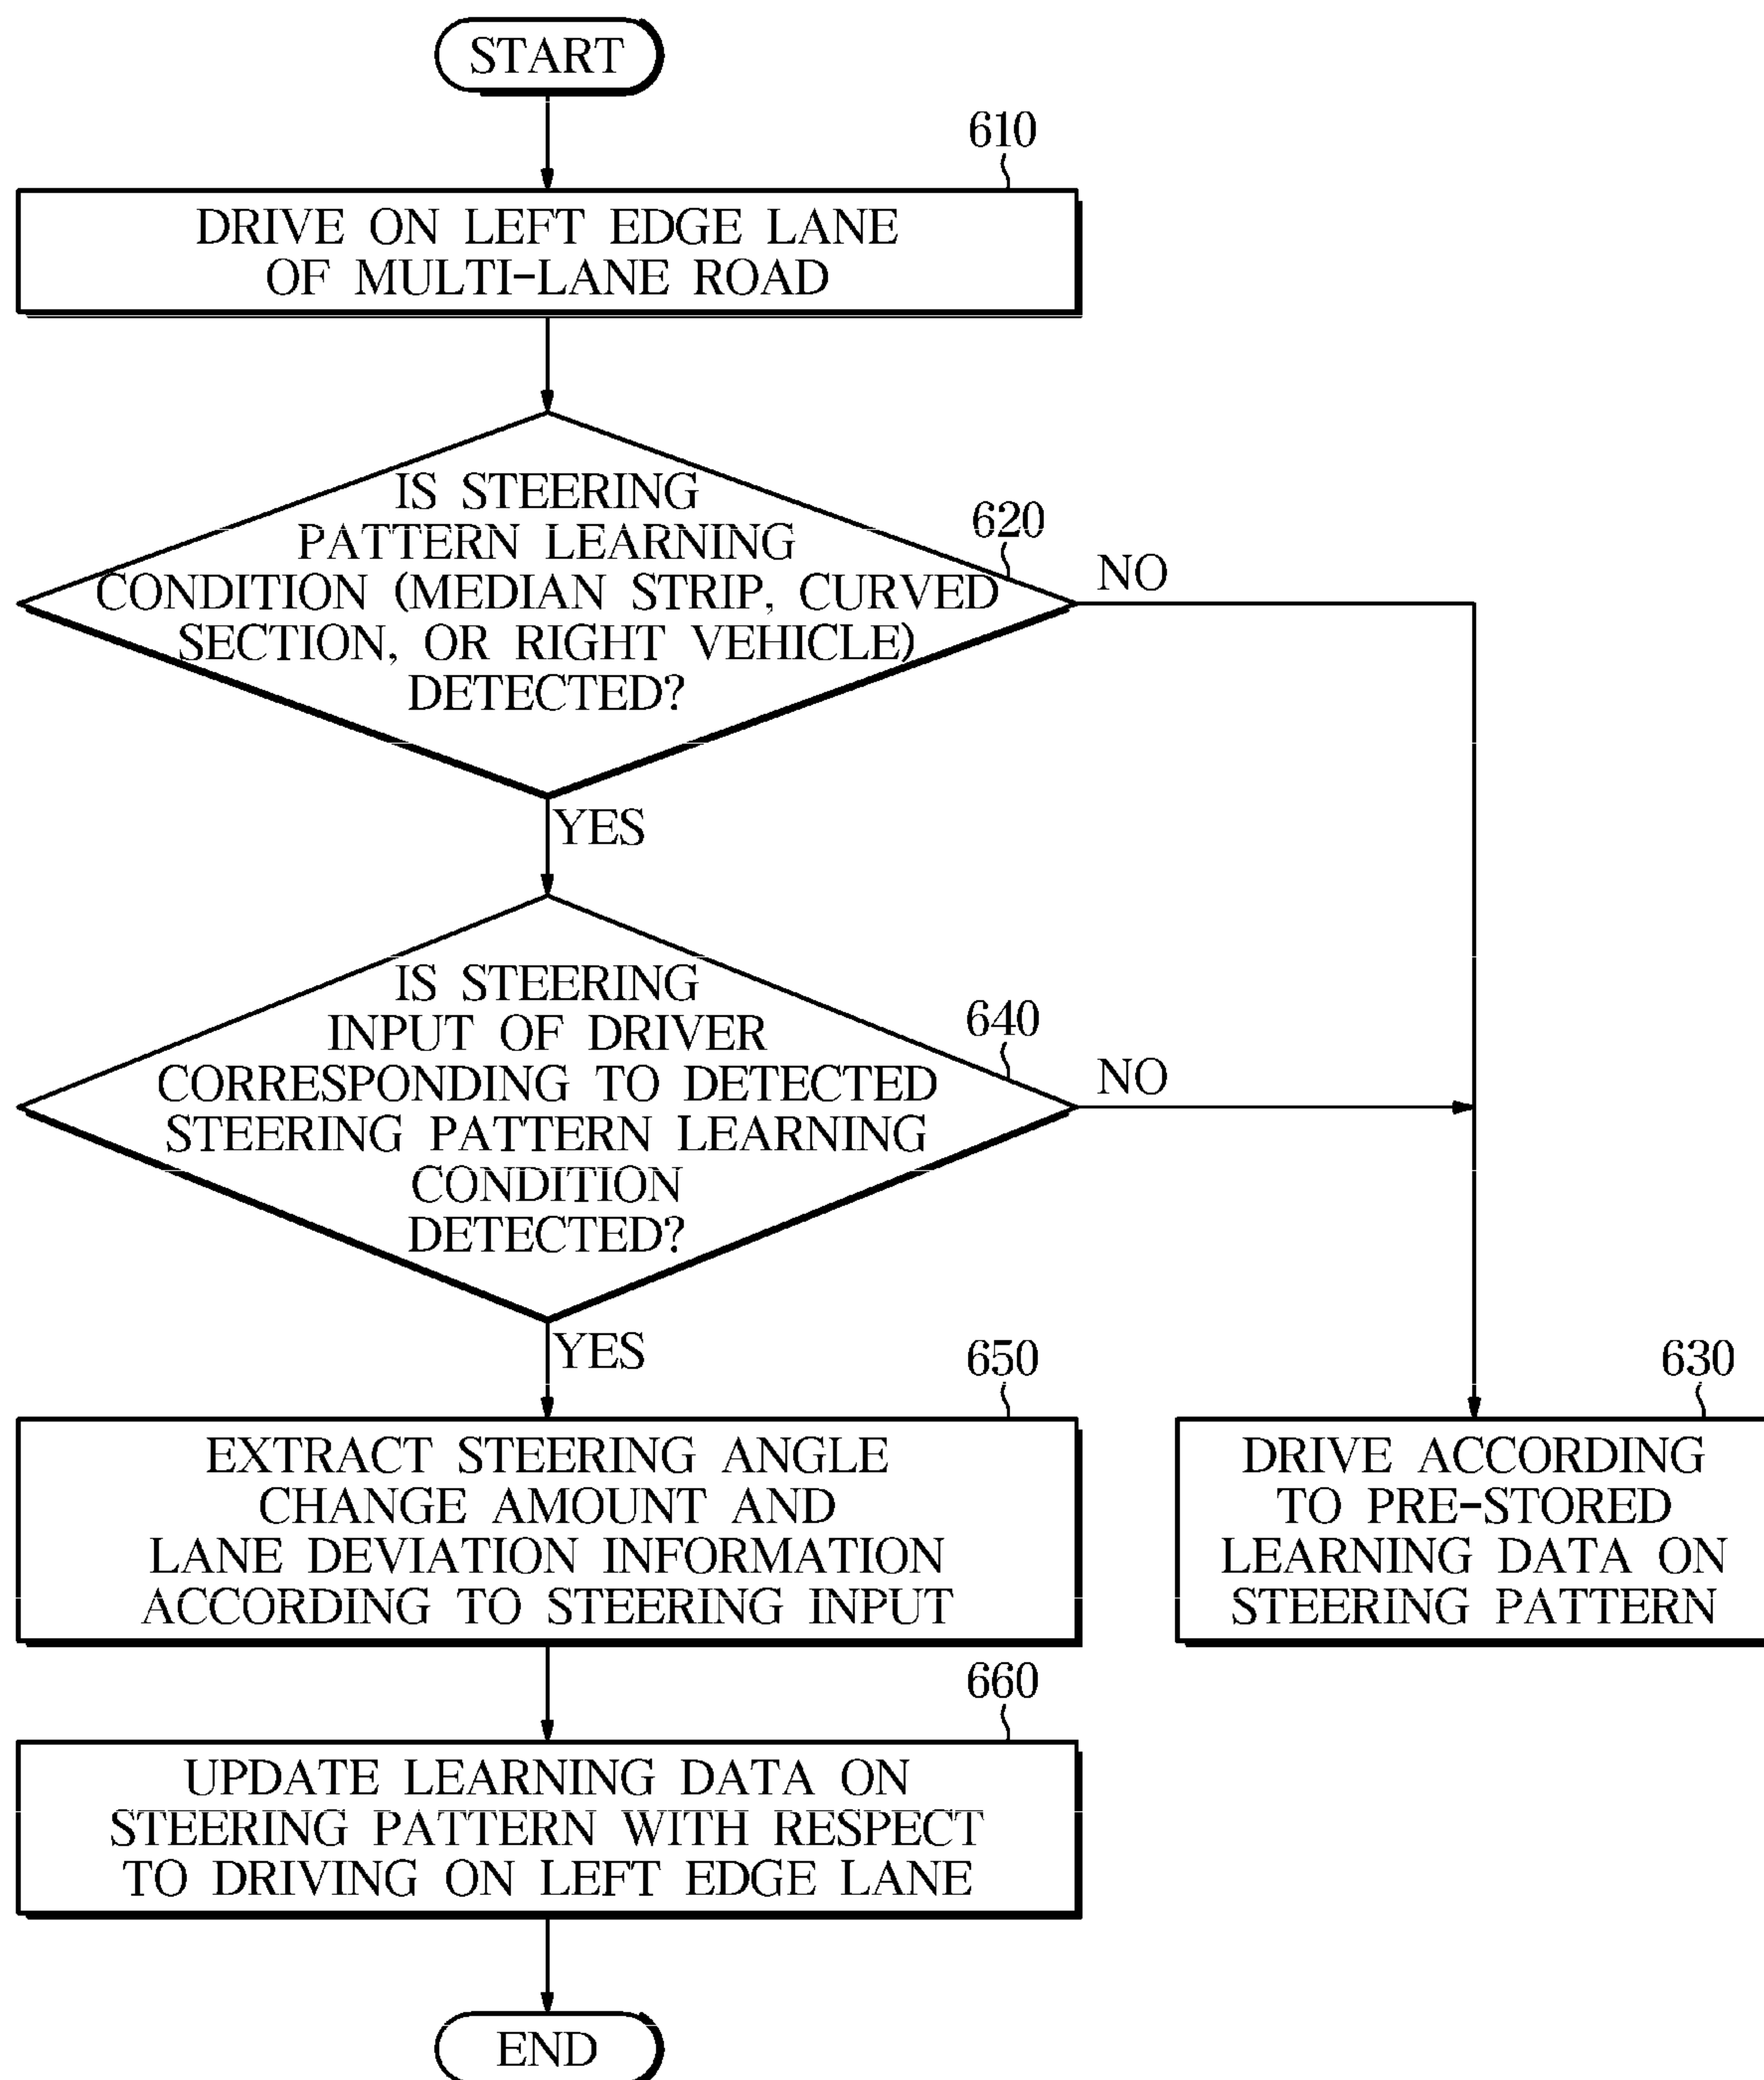 START
610
DRIVE ON LEFT EDGE LANE
OF MULTI-LANE ROAD
IS STEERING
PATTERN LEARNING
CONDITION (MEDIAN STRIP, CURVED
SECTION, OR RIGHT VEHICLE)
DETECTED?
620
NO
YES
IS STEERING
INPUT OF DRIVER
CORRESPONDING TO DETECTED
STEERING PATTERN LEARNING
CONDITION
DETECTED?
640
NO
YES
650
EXTRACT STEERING ANGLE
CHANGE AMOUNT AND
LANE DEVIATION INFORMATION
ACCORDING TO STEERING INPUT
630
DRIVE ACCORDING
TO PRE-STORED
LEARNING DATA ON
STEERING PATTERN
660
UPDATE LEARNING DATA ON
STEERING PATTERN WITH RESPECT
TO DRIVING ON LEFT EDGE LANE
END